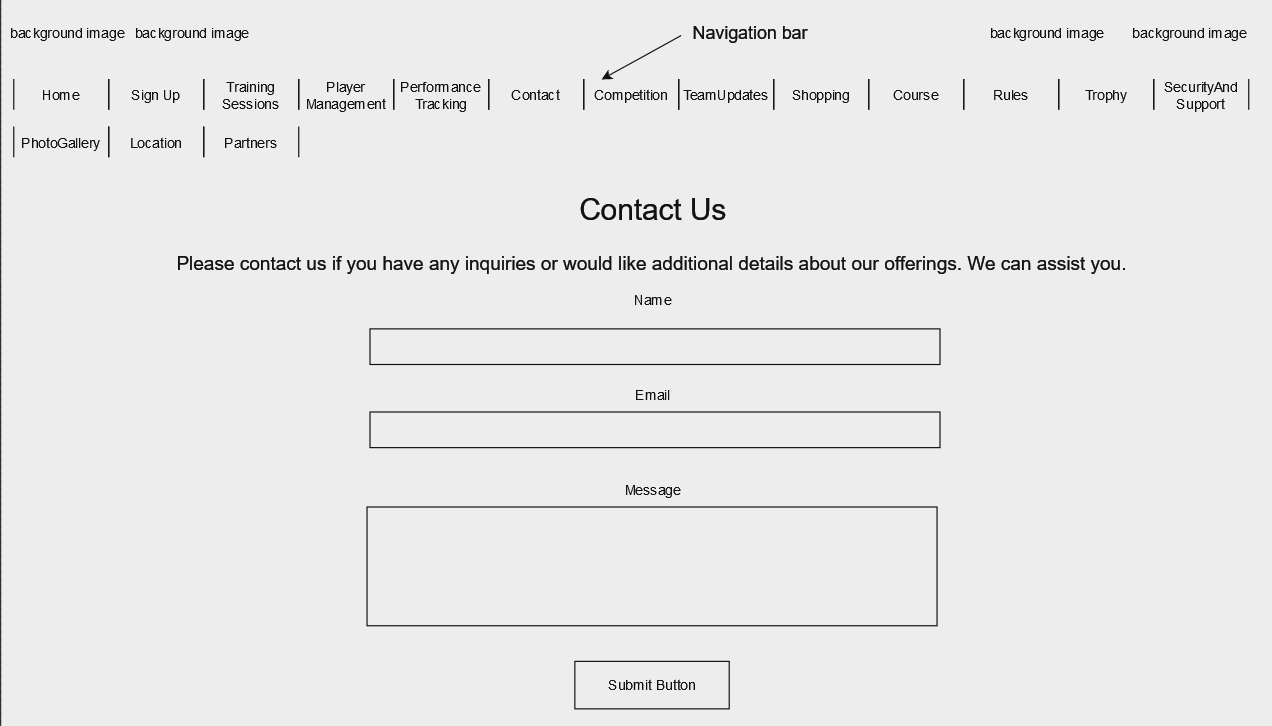 background image background image Navigation bar background image background image
Home Sign Up Training Sessions Player Management Performance Tracking Contact Competition TeamUpdates Shopping Course Rules Trophy SecurityAnd Support
PhotoGallery Location Partners
Contact Us
Please contact us if you have any inquiries or would like additional details about our offerings. We can assist you.
Name
Email
Message
Submit Button